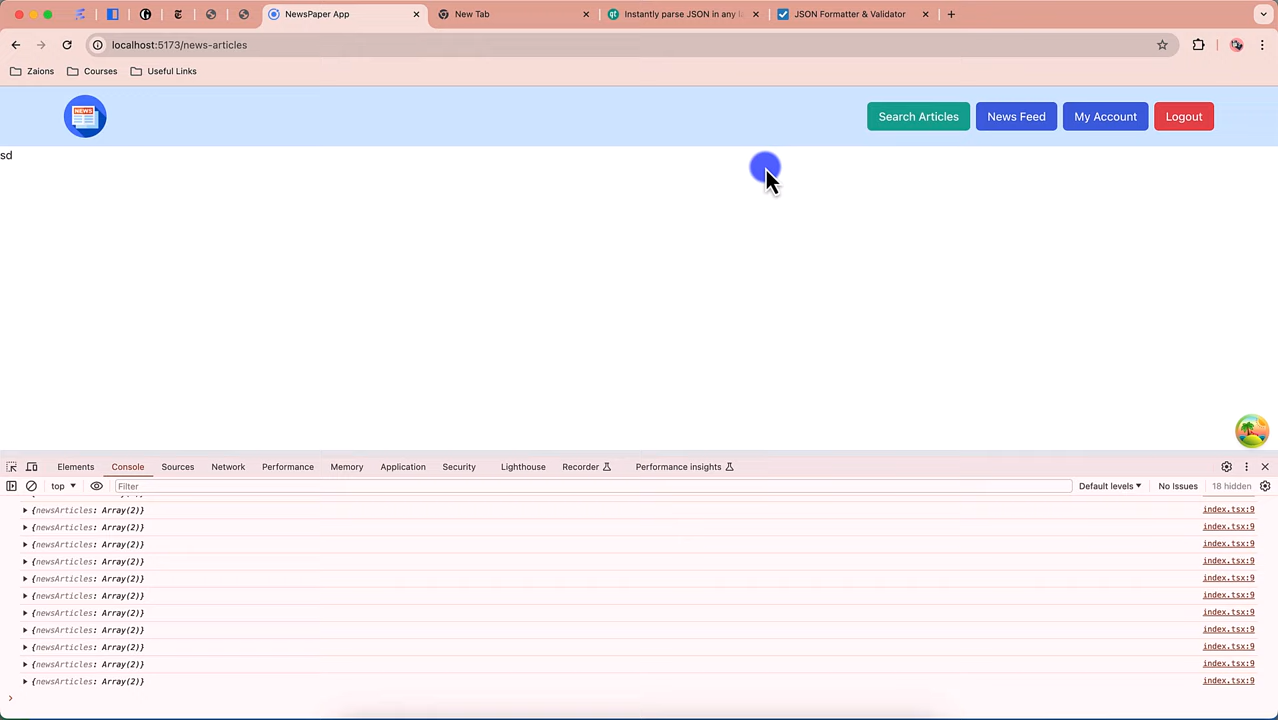 NewsPaper App
New Tab
Instantly parse JSON in any
JSON Formatter & Validator
localhost:5173/news-articles
Zaions
Courses
Useful Links
NEWS
Search Articles
News Feed
My Account
Logout
sd
Elements
Console
Sources
Network
Performance
Memory
Application
Security
Lighthouse
Recorder
Performance insights
top
Filter
Default levels
No Issues
18 hidden
{newsArticles: Array(2)} index.tsx:9
{newsArticles: Array(2)} index.tsx:9
{newsArticles: Array(2)} index.tsx:9
{newsArticles: Array(2)} index.tsx:9
{newsArticles: Array(2)} index.tsx:9
{newsArticles: Array(2)} index.tsx:9
{newsArticles: Array(2)} index.tsx:9
{newsArticles: Array(2)} index.tsx:9
{newsArticles: Array(2)} index.tsx:9
{newsArticles: Array(2)} index.tsx:9
{newsArticles: Array(2)} index.tsx:9